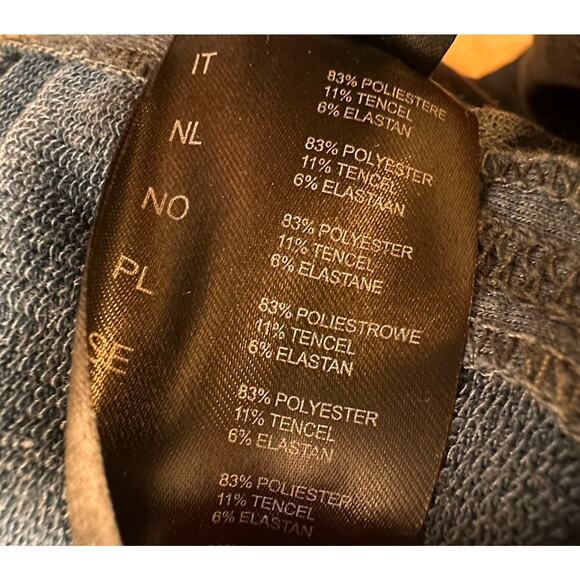 IT
83% POLIESTERE
11% TENCEL
6% ELASTAN
NL
83% POLYESTER
11% TENCEL
6% ELASTAAN
NO
83% POLYESTER
11% TENCEL
6% ELASTANE
PL
83% POLIESTROWE
11% TENCEL
6% ELASTAN
SE
83% POLYESTER
11% TENCEL
6% ELASTAN
83% POLIESTER
11% TENCEL
6% ELASTAN